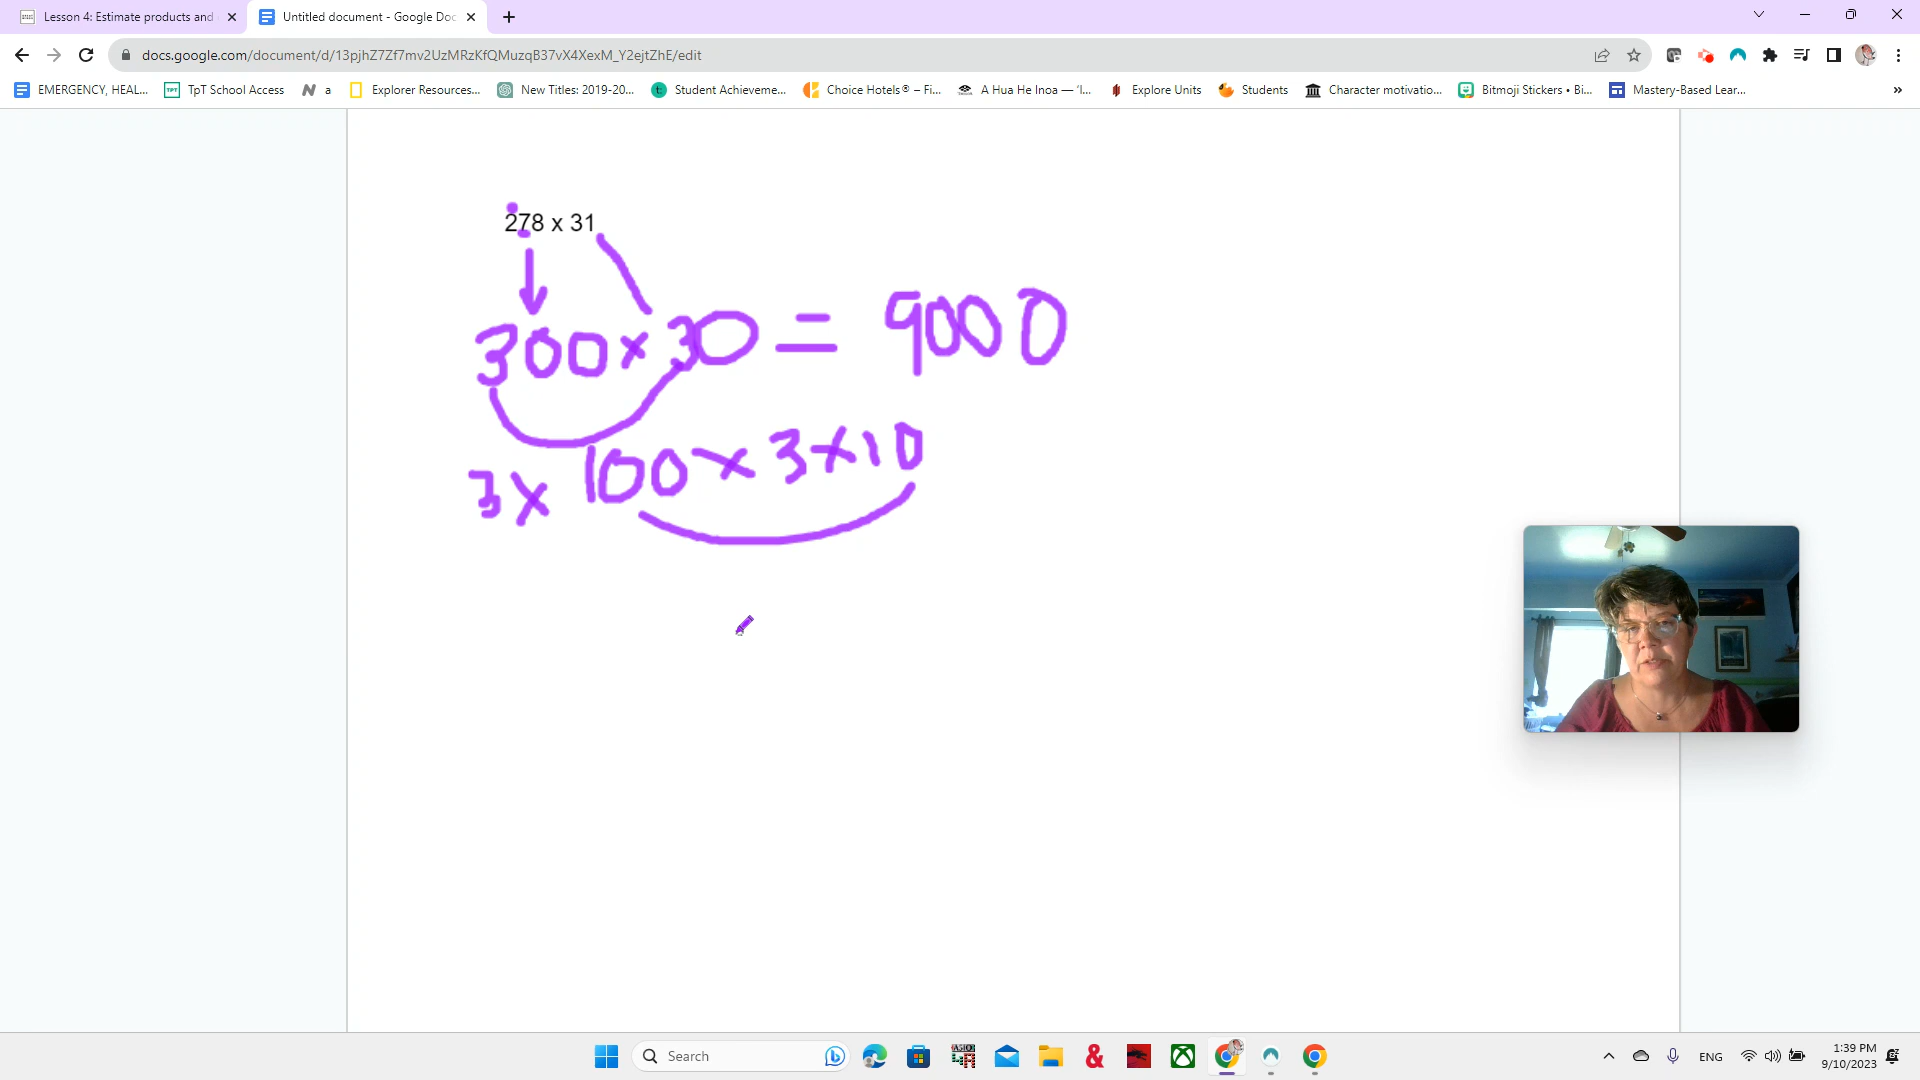 Lesson 4: Estimate products and
Untitled document - Google Doc
docs.google.com/document/d/13pjhZ7Zf7mv2UzMRzKfQMuzqB37vX4XexM_Y2ejtZhE/edit
EMERGENCY, HEAL... TpT School Access a Explorer Resources... New Titles: 2019-20... Student Achieveme... Choice Hotels® – Fi... A Hua He Inoa — 'I... Explore Units Students Character motivatio... Bitmoji Stickers • Bi... Mastery-Based Lear... »
278 x 31
300 x 30 = 9000
3 x 100 x 3 x 10
Search
ENG
1:39 PM
9/10/2023